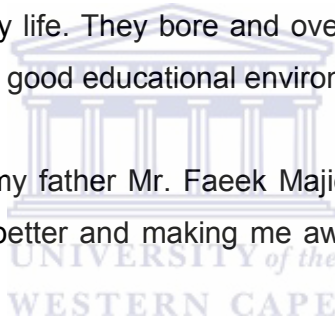 y life. They bore and ove
good educational environ
my father Mr. Faeek Maji
better and making me aw
UNIVERSITY of the
WESTERN CAPE